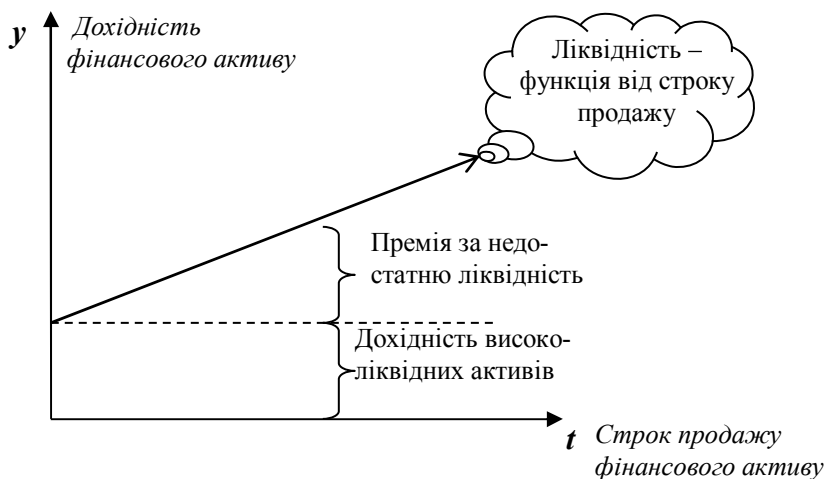 y
Дохідність
фінансового активу
Ліквідність –
функція від строку
продажу
Премія за недо-
статню ліквідність
Дохідність високо-
ліквідних активів
t
Строк продажу
фінансового активу